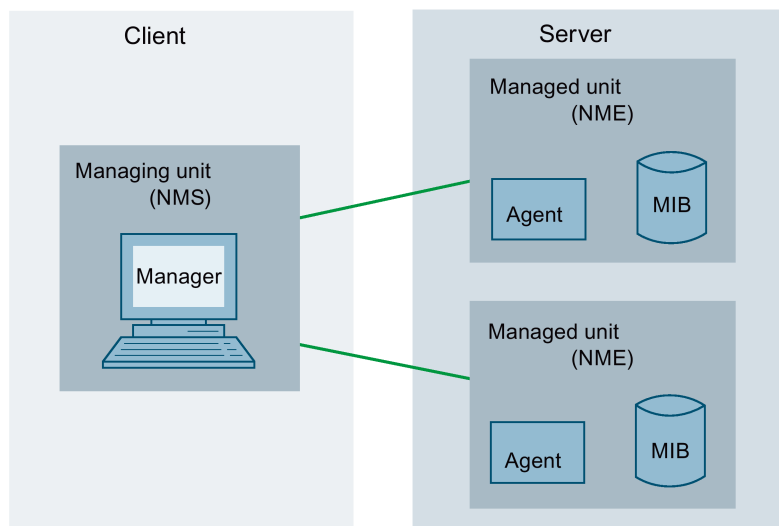 Client
Managing unit
(NMS)
Manager
Server
Managed unit
(NME)
Agent
MIB
Managed unit
(NME)
Agent
MIB